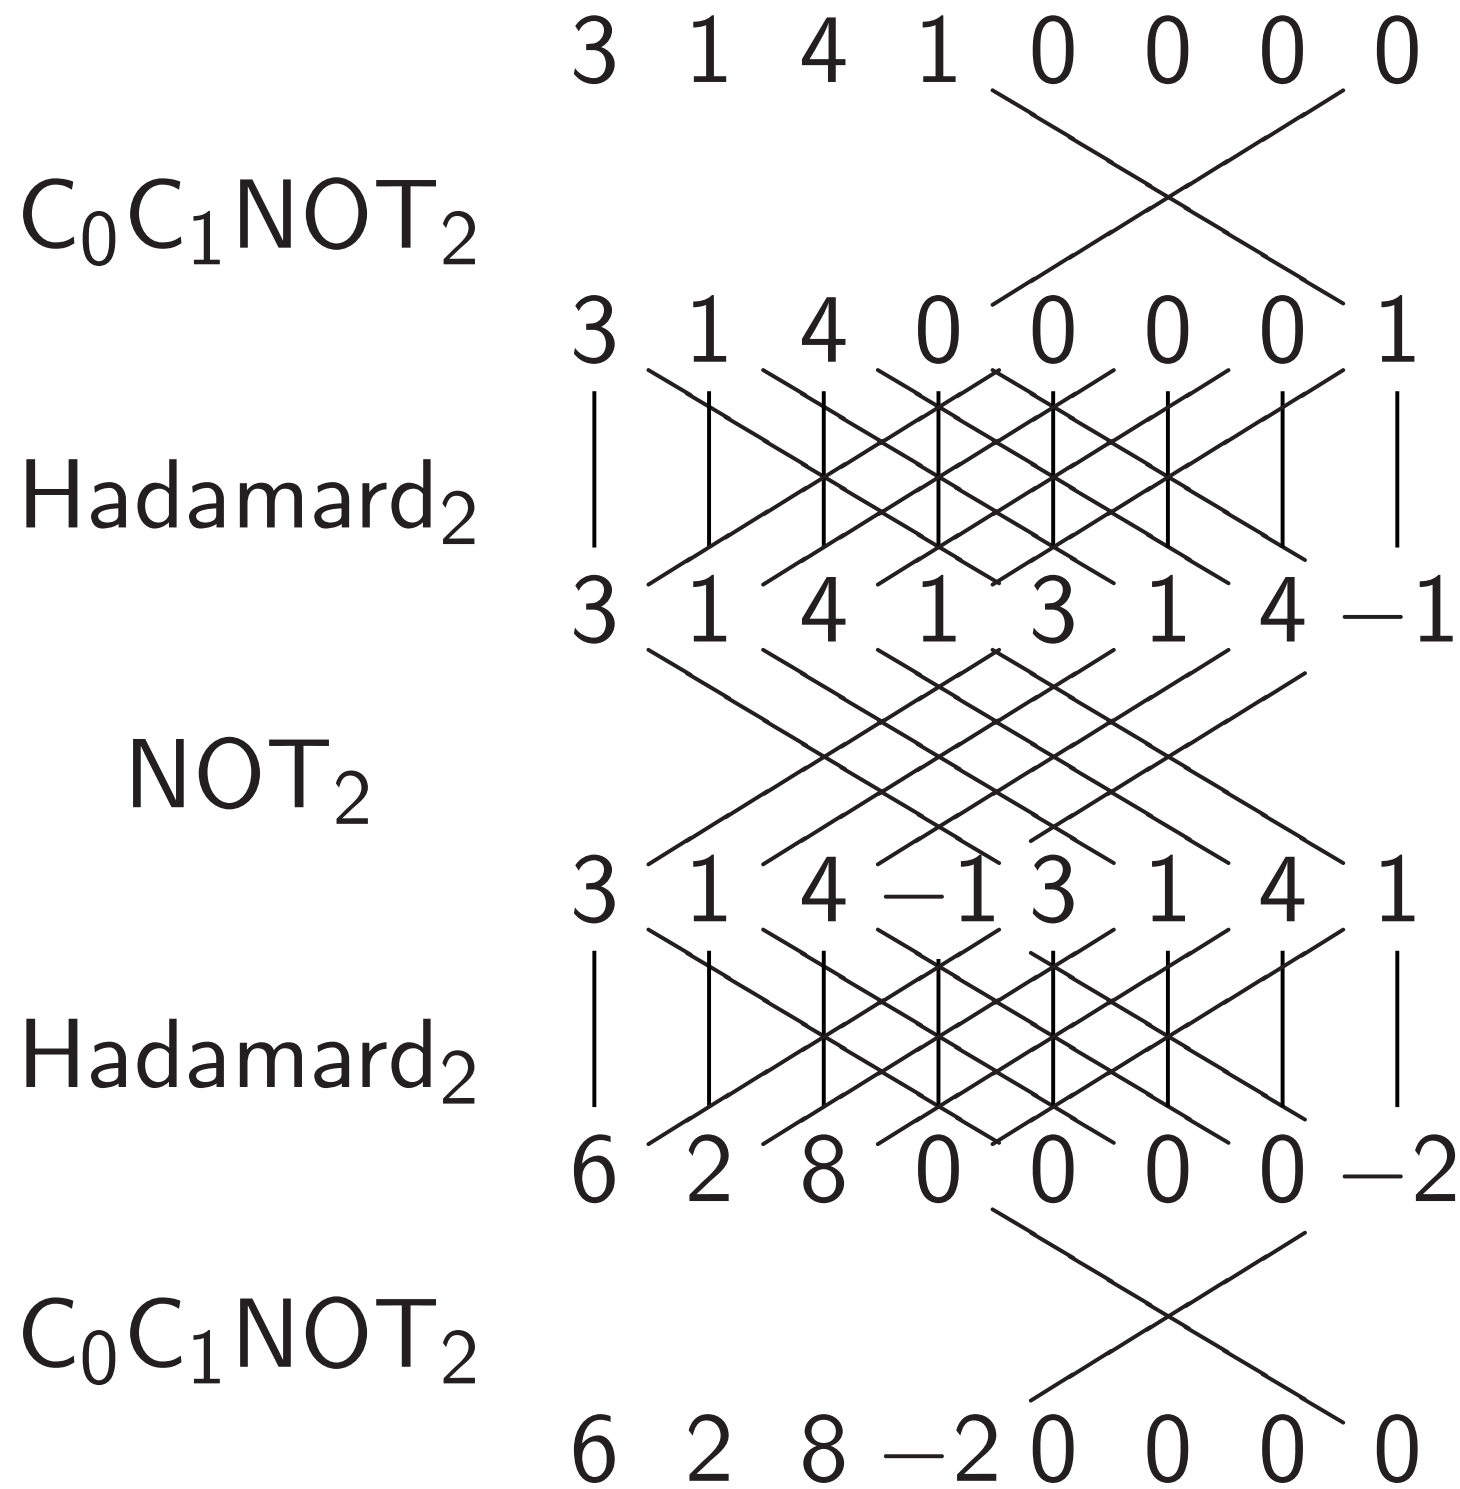 3 1 4 1 0 0 0 0
C₀C₁NOT₂
3 1 4 0 0 0 0 1
Hadamard₂
3 1 4 1 3 1 4 −1
NOT₂
3 1 4 −1 3 1 4 1
Hadamard₂
6 2 8 0 0 0 0 −2
C₀C₁NOT₂
6 2 8 −2 0 0 0 0